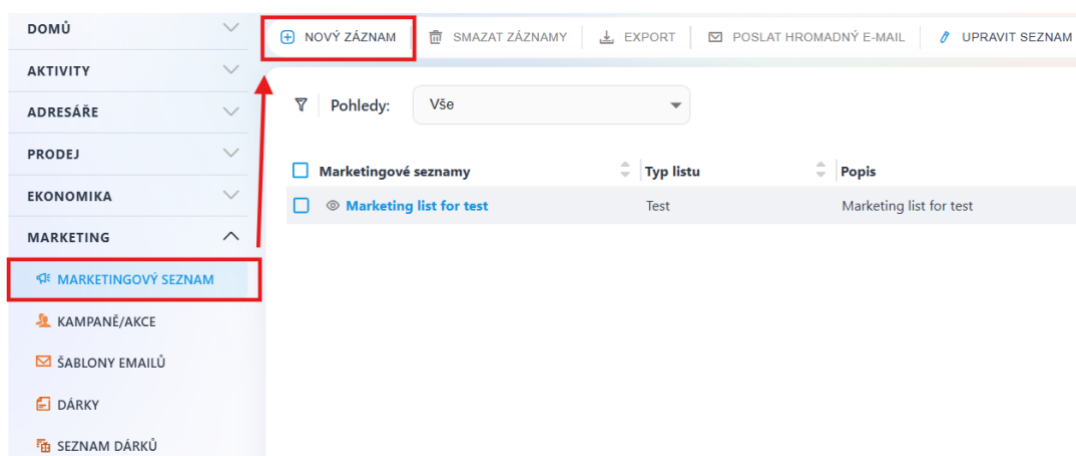 DOMŮ
AKTIVITY
ADRESÁŘE
PRODEJ
EKONOMIKA
MARKETING
MARKETINGOVÝ SEZNAM
KAMPANĚ/AKCE
ŠABLONY EMAILŮ
DÁRKY
SEZNAM DÁRKŮ
NOVÝ ZÁZNAM SMAZAT ZÁZNAMY EXPORT POSLAT HROMADNÝ E-MAIL UPRAVIT SEZNAM
Pohledy: Vše
Marketingové seznamy Typ listu Popis
Marketing list for test Test Marketing list for test